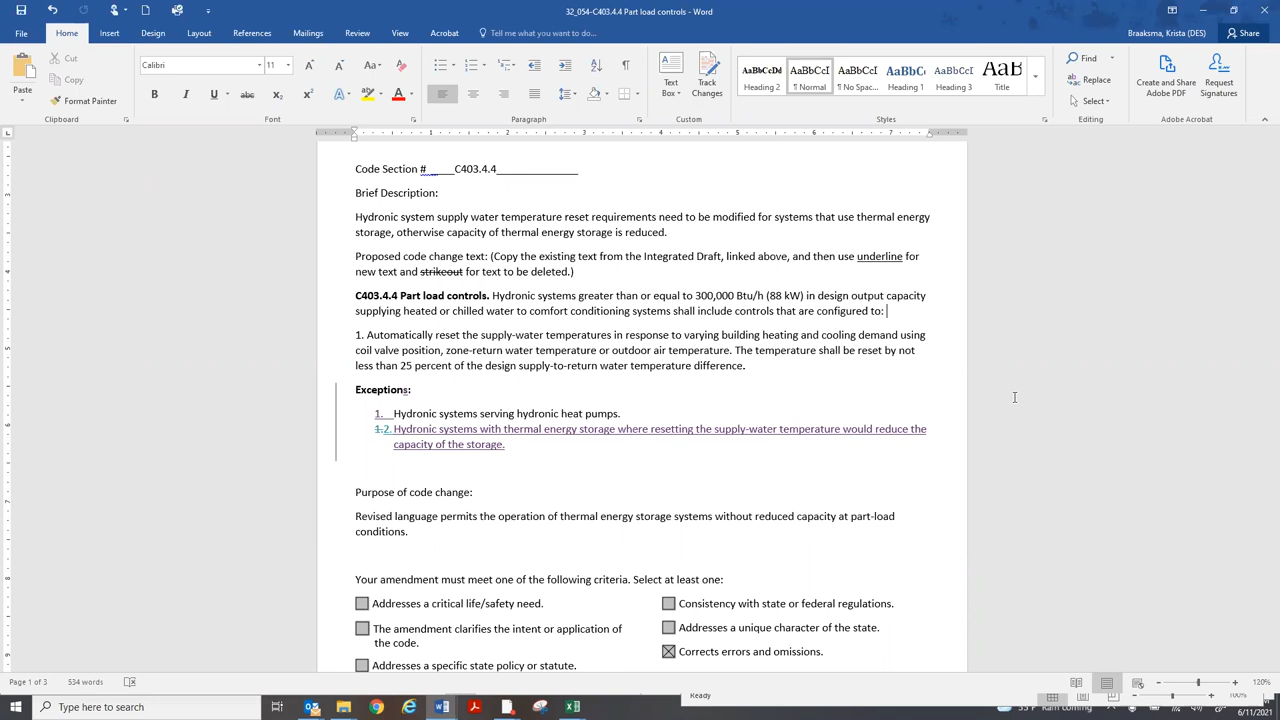 32_054-C403.4.4 Part load controls - Word
File Home Insert Design Layout References Mailings Review View Acrobat Tell me what you want to do... Braaksma, Krista (DES) Share
Cut
Copy
Format Painter
Paste
Clipboard
Calibri 11
Font
Paragraph
Text Box
Track Changes
Custom
AaBbCcDd AaBbCcI AaBbCcI AaBbC AaBbCcI AaB
Heading 2 ¶ Normal ¶ No Spac... Heading 1 Heading 3 Title
Styles
Find
Replace
Select
Editing
Create and Share Adobe PDF
Request Signatures
Adobe Acrobat
Code Section #_____C403.4.4______________
Brief Description:
Hydronic system supply water temperature reset requirements need to be modified for systems that use thermal energy
storage, otherwise capacity of thermal energy storage is reduced.
Proposed code change text: (Copy the existing text from the Integrated Draft, linked above, and then use underline for
new text and strikeout for text to be deleted.)
C403.4.4 Part load controls. Hydronic systems greater than or equal to 300,000 Btu/h (88 kW) in design output capacity
supplying heated or chilled water to comfort conditioning systems shall include controls that are configured to:
1. Automatically reset the supply-water temperatures in response to varying building heating and cooling demand using
coil valve position, zone-return water temperature or outdoor air temperature. The temperature shall be reset by not
less than 25 percent of the design supply-to-return water temperature difference.
Exceptions:
1. Hydronic systems serving hydronic heat pumps.
1.2. Hydronic systems with thermal energy storage where resetting the supply-water temperature would reduce the
capacity of the storage.
Purpose of code change:
Revised language permits the operation of thermal energy storage systems without reduced capacity at part-load
conditions.
Your amendment must meet one of the following criteria. Select at least one:
Addresses a critical life/safety need. Consistency with state or federal regulations.
The amendment clarifies the intent or application of Addresses a unique character of the state.
the code. Corrects errors and omissions.
Addresses a specific state policy or statute.
Page 1 of 3 534 words 120%
Ready 100%
Type here to search
6/11/2021